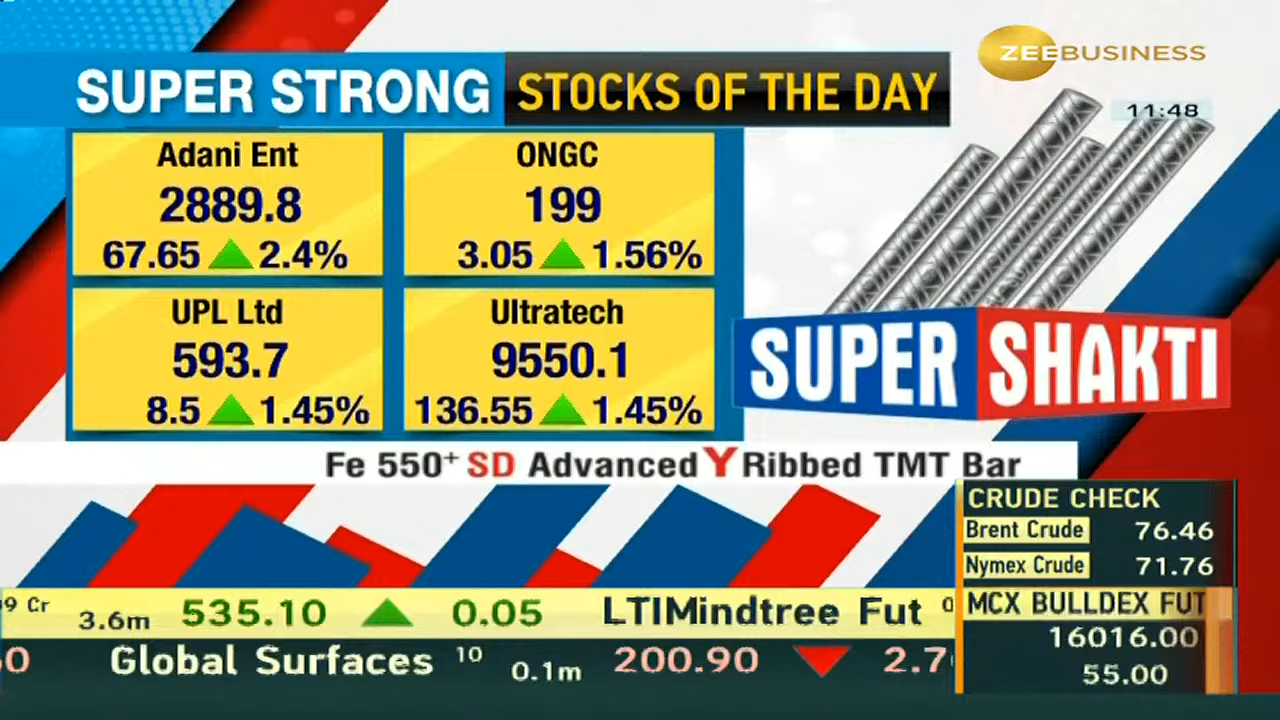 ZEEBUSINESS
11:48
SUPER STRONG STOCKS OF THE DAY
Adani Ent
2889.8
67.65 2.4%
ONGC
199
3.05 1.56%
UPL Ltd
593.7
8.5 1.45%
Ultratech
9550.1
136.55 1.45%
SUPER SHAKTI
Fe 550+ SD Advanced Y Ribbed TMT Bar
CRUDE CHECK
Brent Crude 76.46
Nymex Crude 71.76
MCX BULLDEX FUT
16016.00
55.00
9 Cr 3.6m 535.10 0.05 LTIMindtree Fut 0
0 Global Surfaces 10 0.1m 200.90 2.7